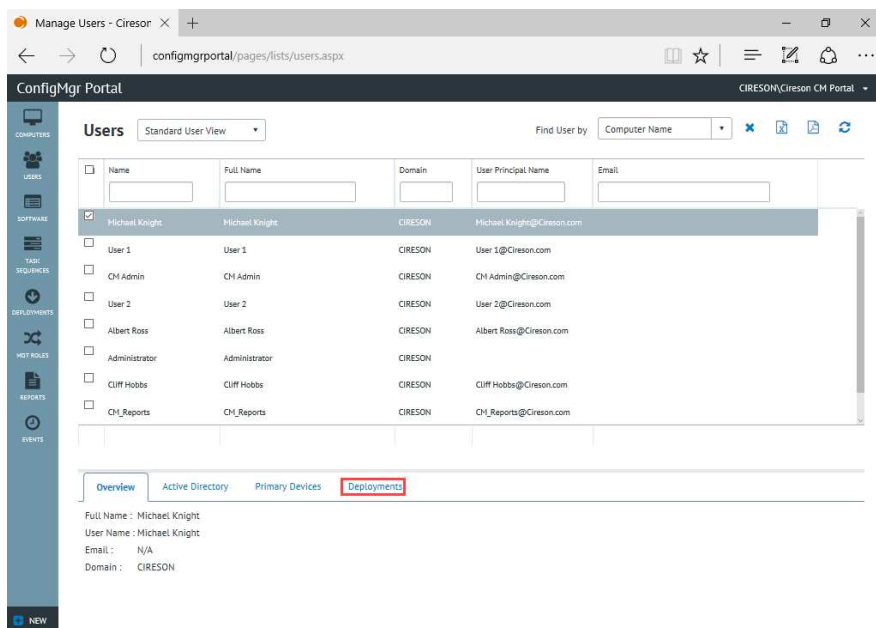 Manage Users - Cireson
configmgrportal/pages/lists/users.aspx
ConfigMgr Portal
CIRESON\Cireson CM Portal
COMPUTERS
USERS
SOFTWARE
TASK SEQUENCES
DEPLOYMENTS
MDT ROLES
REPORTS
EVENTS
NEW
Users Standard User View Find User by Computer Name
Name Full Name Domain User Principal Name Email
Michael Knight Michael Knight CIRESON Michael Knight@Cireson.com
User 1 User 1 CIRESON User 1@Cireson.com
CM Admin CM Admin CIRESON CM Admin@Cireson.com
User 2 User 2 CIRESON User 2@Cireson.com
Albert Ross Albert Ross CIRESON Albert Ross@Cireson.com
Administrator Administrator CIRESON
Cliff Hobbs Cliff Hobbs CIRESON Cliff Hobbs@Cireson.com
CM_Reports CM_Reports CIRESON CM_Reports@Cireson.com
Overview Active Directory Primary Devices Deployments
Full Name : Michael Knight
User Name : Michael Knight
Email : N/A
Domain : CIRESON